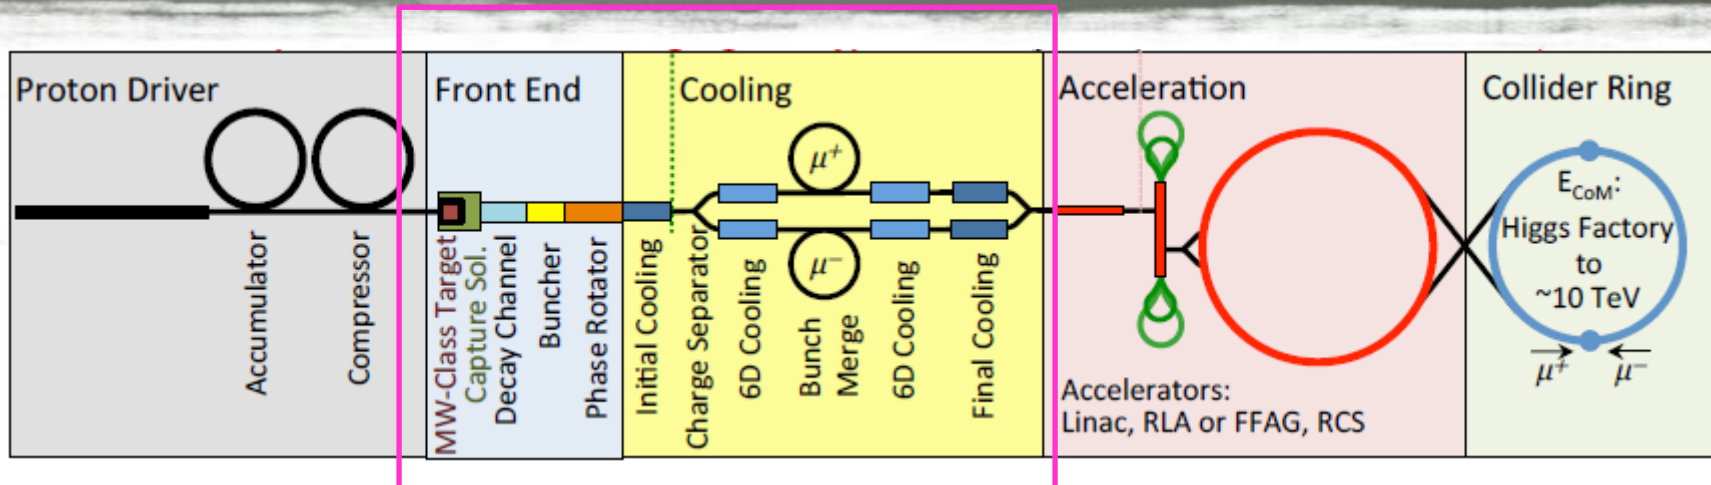 Proton Driver
Accumulator
Compressor
Front End
MW-Class Target
Capture Sol.
Decay Channel
Buncher
Phase Rotator
Cooling
Initial Cooling
Charge Separator
6D Cooling
μ+
μ−
Bunch
Merge
6D Cooling
Final Cooling
Acceleration
Accelerators:
Linac, RLA or FFAG, RCS
Collider Ring
ECoM:
Higgs Factory
to
~10 TeV
μ+ μ−